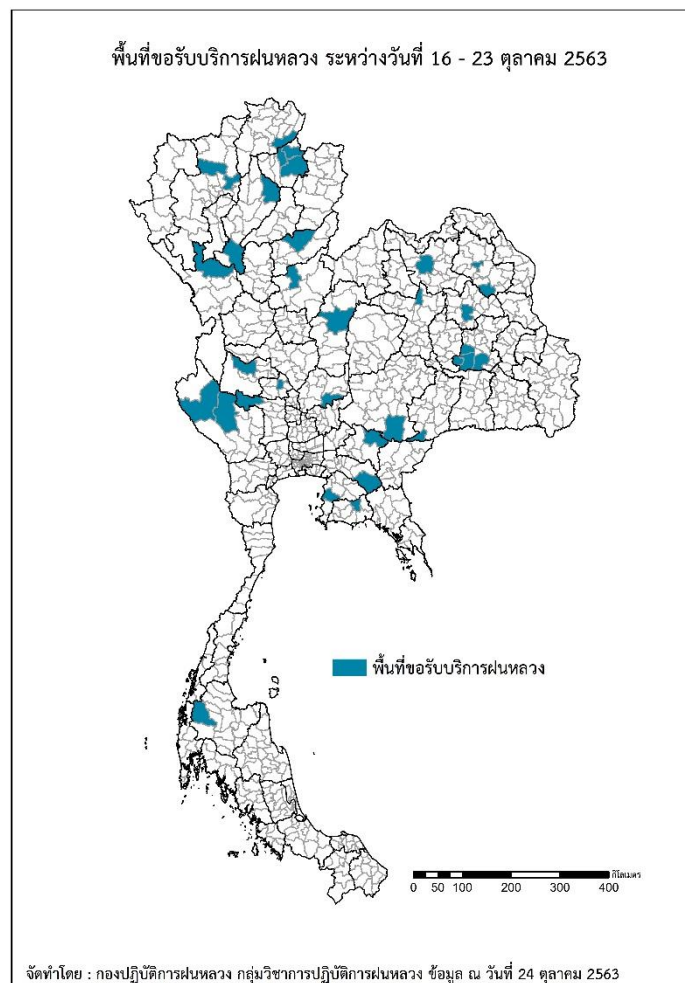 พื้นที่ขอรับบริการฝนหลวง ระหว่างวันที่ 16 - 23 ตุลาคม 2563
พื้นที่ขอรับบริการฝนหลวง
กิโลเมตร
0 50 100 200 300 400
จัดทำโดย : กองปฏิบัติการฝนหลวง กลุ่มวิชาการปฏิบัติการฝนหลวง ข้อมูล ณ วันที่ 24 ตุลาคม 2563